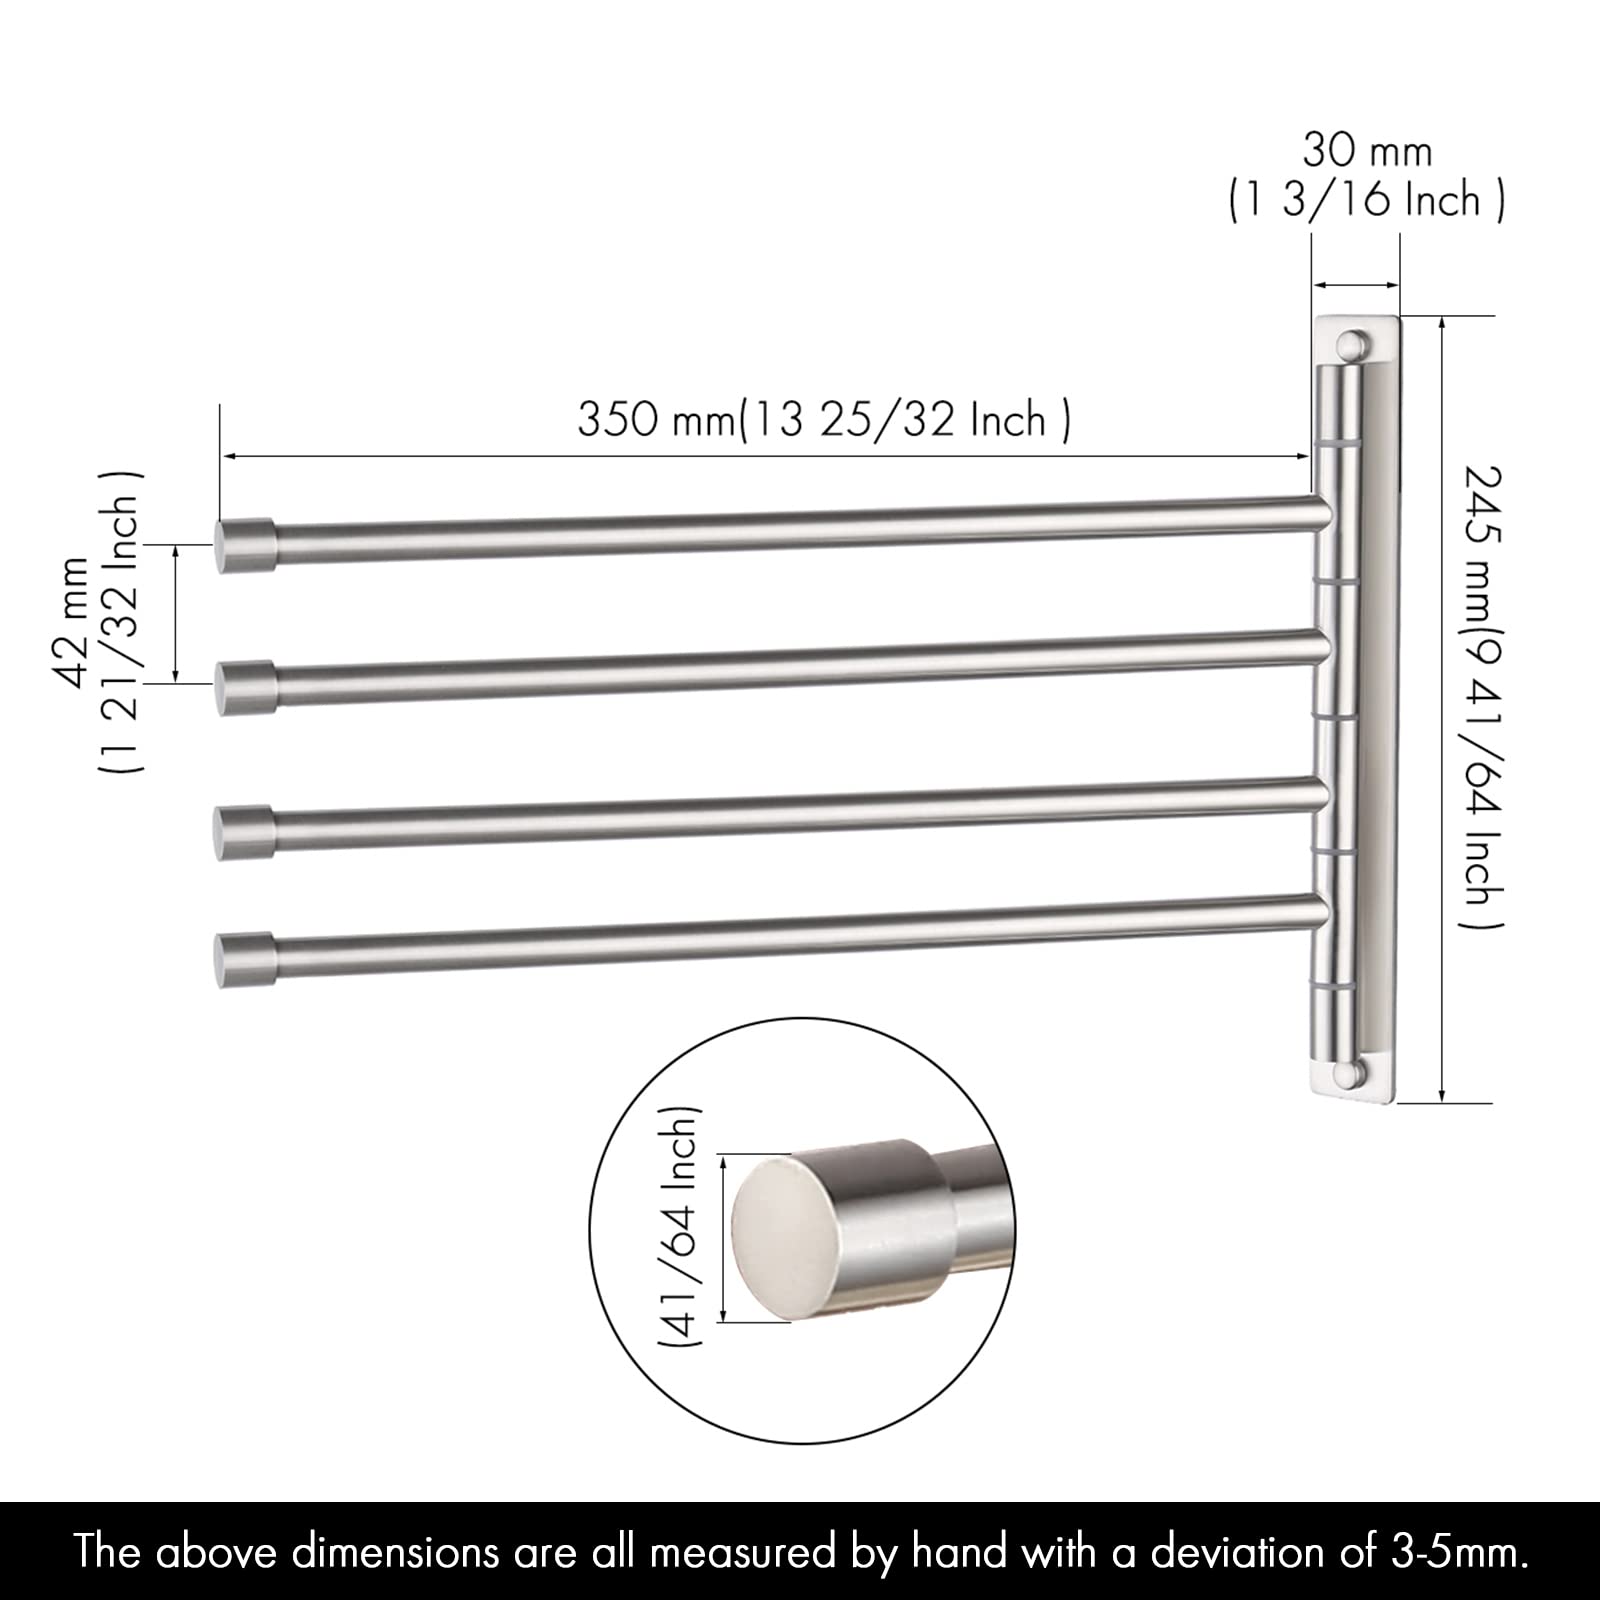 30 mm
(1 3/16 Inch )
350 mm(13 25/32 Inch )
42 mm
(1 21/32 Inch )
245 mm(9 41/64 Inch )
(41/64 Inch)
The above dimensions are all measured by hand with a deviation of 3-5mm.